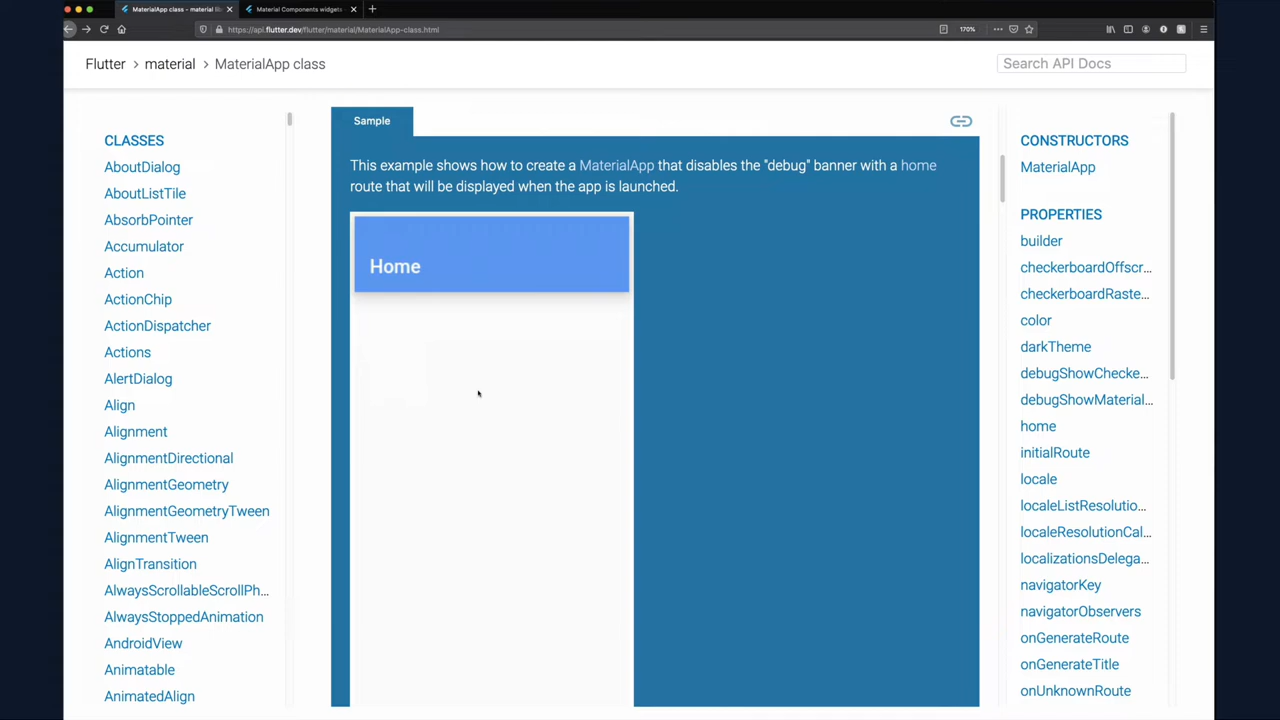 MaterialApp class - material li
Material Components widgets
https://api.flutter.dev/flutter/material/MaterialApp-class.html
170%
Flutter > material > MaterialApp class
Search API Docs
CLASSES
AboutDialog
AboutListTile
AbsorbPointer
Accumulator
Action
ActionChip
ActionDispatcher
Actions
AlertDialog
Align
Alignment
AlignmentDirectional
AlignmentGeometry
AlignmentGeometryTween
AlignmentTween
AlignTransition
AlwaysScrollableScrollPh...
AlwaysStoppedAnimation
AndroidView
Animatable
AnimatedAlign
Sample
This example shows how to create a MaterialApp that disables the "debug" banner with a home
route that will be displayed when the app is launched.
Home
CONSTRUCTORS
MaterialApp
PROPERTIES
builder
checkerboardOffscr...
checkerboardRaste...
color
darkTheme
debugShowChecke...
debugShowMaterial...
home
initialRoute
locale
localeListResolutio...
localeResolutionCal...
localizationsDelega...
navigatorKey
navigatorObservers
onGenerateRoute
onGenerateTitle
onUnknownRoute